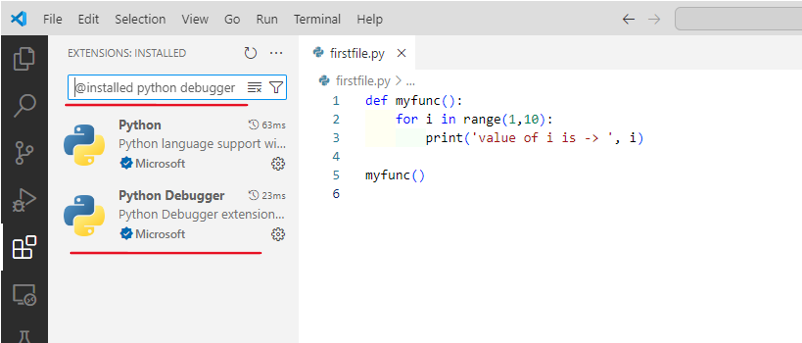 File Edit Selection View Go Run Terminal Help
EXTENSIONS: INSTALLED
@installed python debugger
Python 63ms
Python language support wi...
Microsoft
Python Debugger 23ms
Python Debugger extension...
Microsoft
firstfile.py
firstfile.py > ...
1 def myfunc():
2 for i in range(1,10):
3 print('value of i is -> ', i)
4
5 myfunc()
6